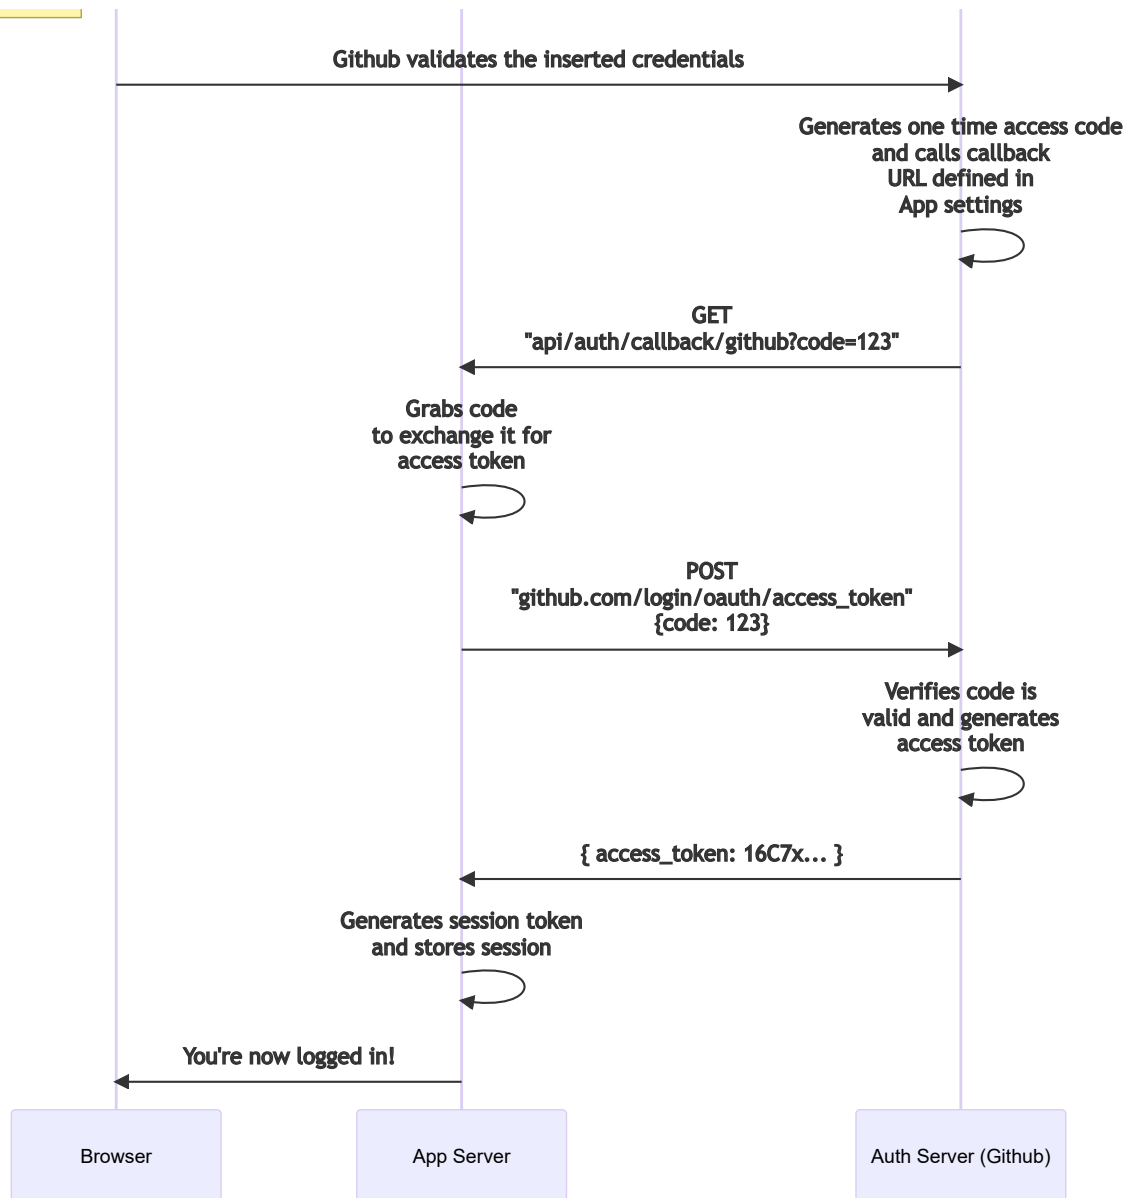 Github validates the inserted credentials
Generates one time access code
and calls callback
URL defined in
App settings
GET
"api/auth/callback/github?code=123"
Grabs code
to exchange it for
access token
POST
"github.com/login/oauth/access_token"
{code: 123}
Verifies code is
valid and generates
access token
{ access_token: 16C7x... }
Generates session token
and stores session
You're now logged in!
Browser
App Server
Auth Server (Github)